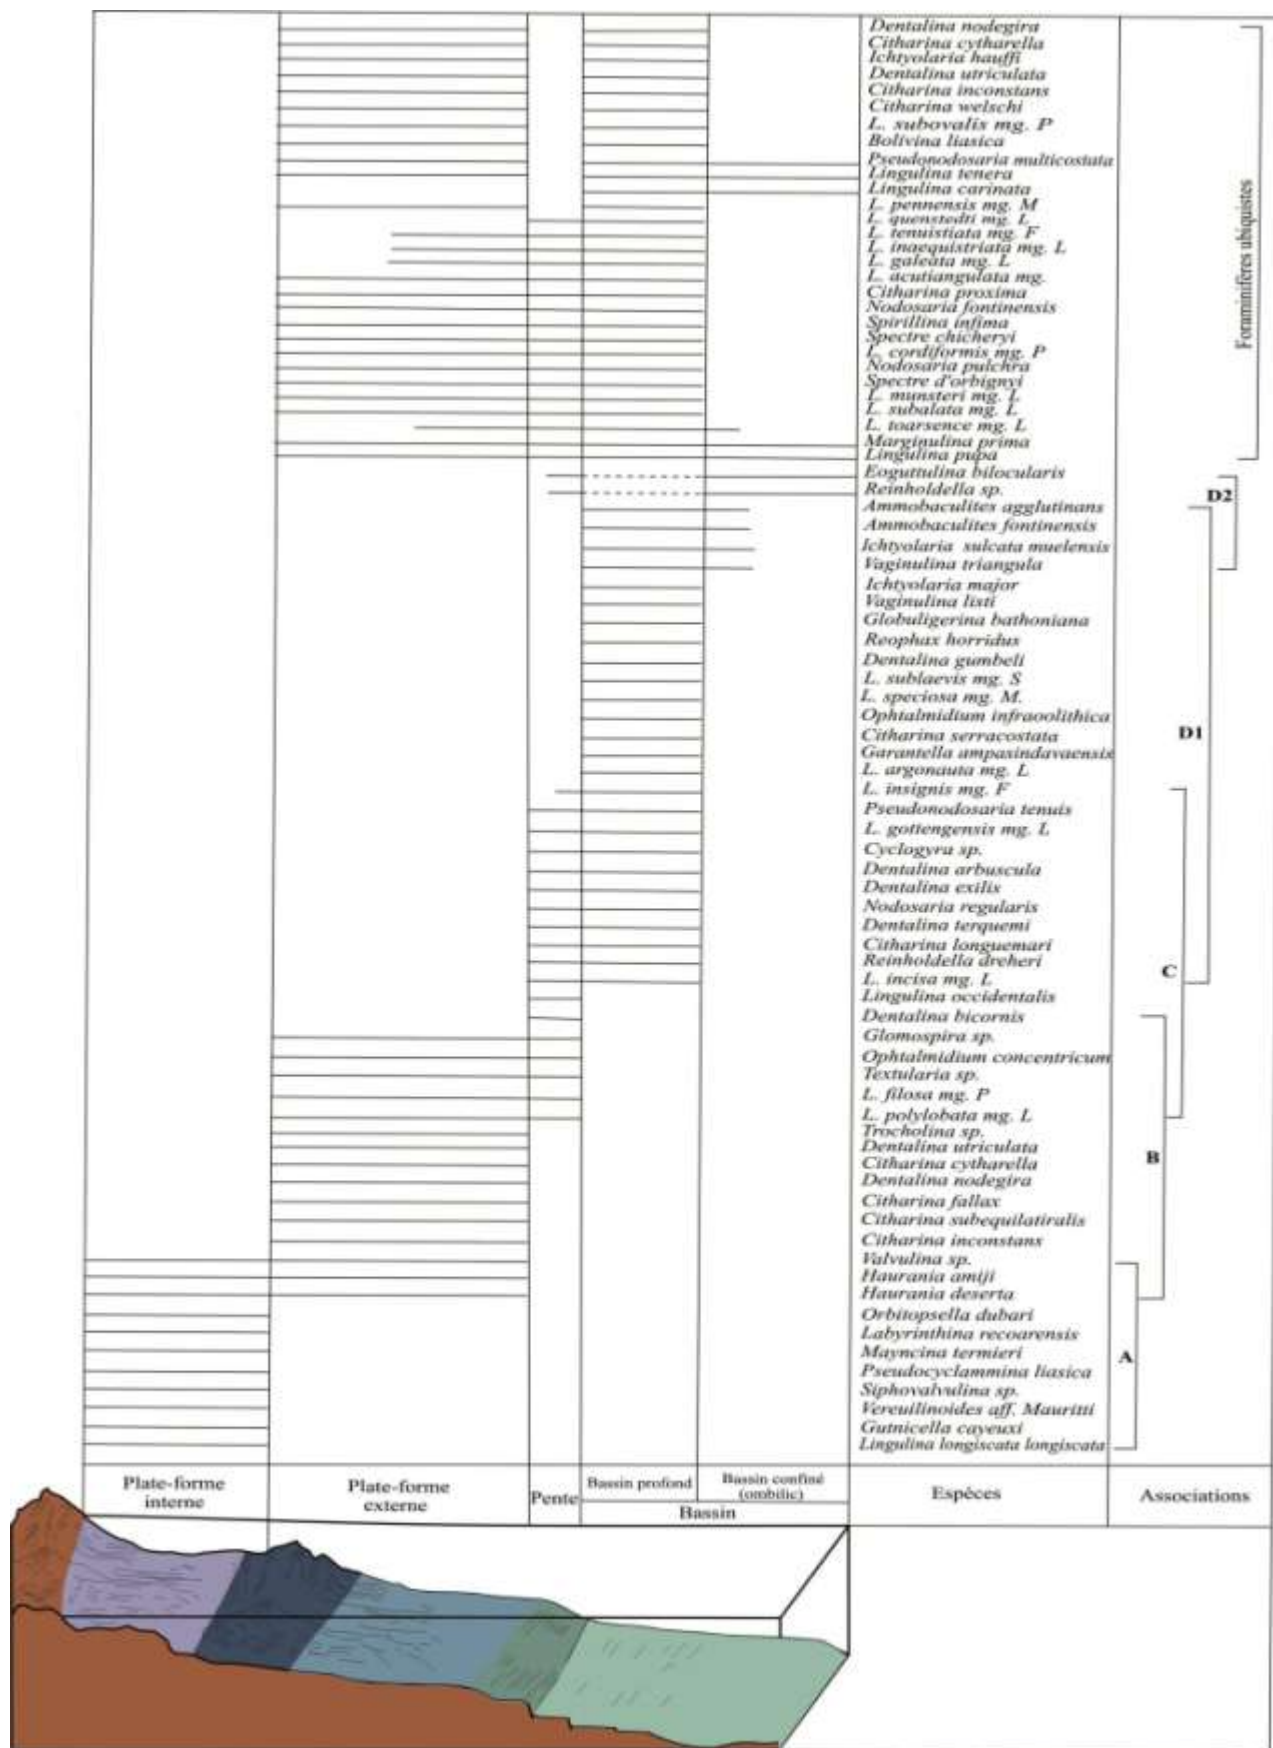 Dentalina nodegira
Citharina cytharella
Ichtyolaria hauffi
Dentalina utriculata
Citharina inconstans
Citharina welschi
L. subovalis mg. P
Bolivina liasica
Pseudonodosaria multicostata
Lingulina tenera
Lingulina carinata
L. pennensis mg. M
L. quenstedti mg. L
L. tenuistiata mg. F
L. inaequistriata mg. L
L. galeata mg. L
L. acutiangulata mg.
Citharina proxima
Nodosaria fontinensis
Spirillina infima
Spectre chicheryi
L. cordiformis mg. P
Nodosaria pulchra
Spectre d'orbignyi
L. munsteri mg. L
L. subalata mg. L
L. toarsence mg. L
Marginulina prima
Lingulina pupa
Foraminifères ubiquistes
Eoguttulina bilocularis
Reinholdella sp.
Ammobaculites agglutinans
Ammobaculites fontinensis
Ichtyolaria sulcata muelensis
Vaginulina triangula
D2
Ichtyolaria major
Vaginulina listi
Globuligerina bathoniana
Reophax horridus
Dentalina gumbeli
L. sublaevis mg. S
L. speciosa mg. M.
Ophtalmidium infraoolithica
Citharina serracostata
Garantella ampasindavaensis
L. argonauta mg. L
D1
L. insignis mg. F
Pseudonodosaria tenuis
L. gottengensis mg. L
Cyclogyra sp.
Dentalina arbuscula
Dentalina exilis
Nodosaria regularis
Dentalina terquemi
Citharina longuemari
Reinholdella dreheri
L. incisa mg. L
C
Lingulina occidentalis
Dentalina bicornis
Glomospira sp.
Ophtalmidium concentricum
Textularia sp.
L. filosa mg. P
L. polylobata mg. L
Trocholina sp.
Dentalina utriculata
Citharina cytharella
Dentalina nodegira
Citharina fallax
Citharina subequilatiralis
Citharina inconstans
B
Valvulina sp.
Haurania amiji
Haurania deserta
Orbitopsella dubari
Labyrinthina recoarensis
Mayncina termieri
Pseudocyclammina liasica
Siphovalvulina sp.
Vereuilinoides aff. Mauritti
Gutnicella cayeuxi
Lingulina longiscata longiscata
A
Plate-forme
interne
Plate-forme
externe
Pente
Bassin profond
Bassin confiné
(ombilic)
Bassin
Espèces
Associations